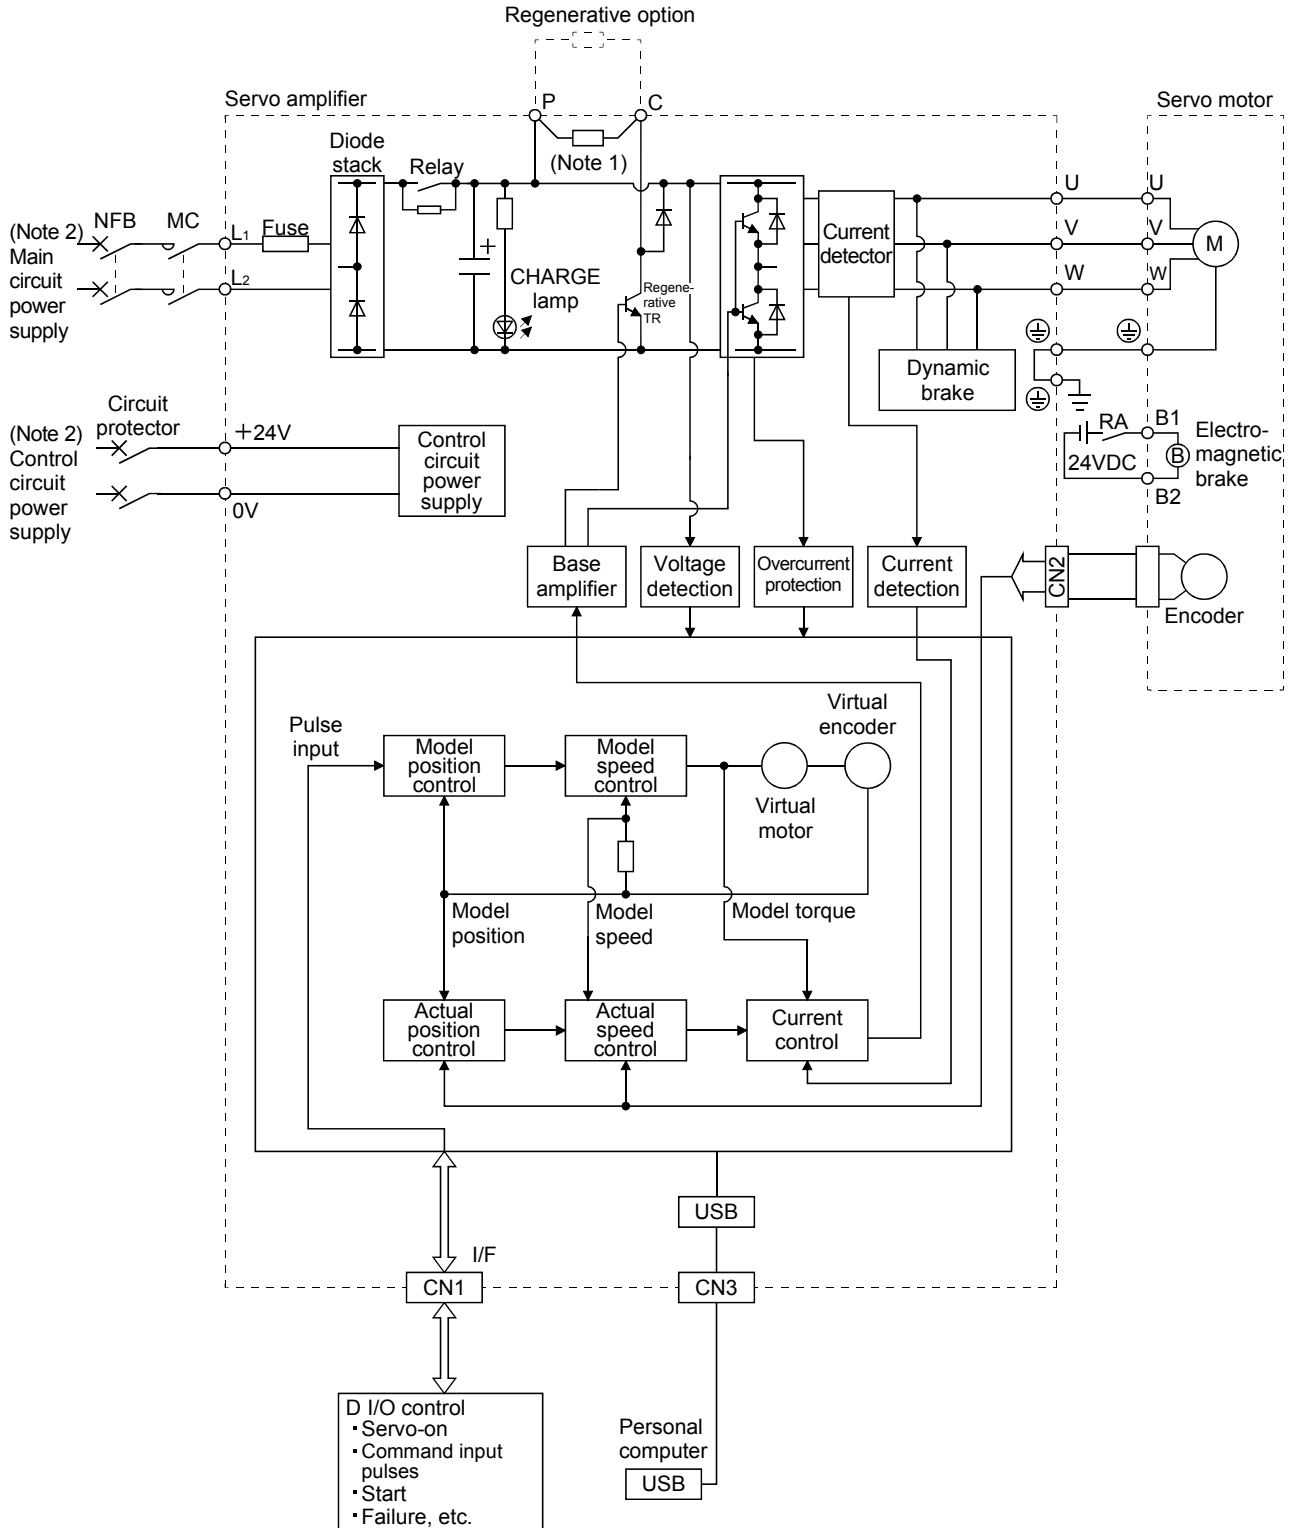 Regenerative option
Servo amplifier
P
C
Servo motor
Diode
stack
Relay
(Note 1)
U
U
(Note 2)
Main
circuit
power
supply
NFB
MC
L1
Fuse
Current
detector
V
V
M
CHARGE
lamp
L2
Regene-
rative
TR
W
W
Dynamic
brake
Circuit
protector
(Note 2)
Control
circuit
power
supply
+24V
Control
circuit
power
supply
0V
RA
24VDC
B1
B
B2
Electro-
magnetic
brake
Base
amplifier
Voltage
detection
Overcurrent
protection
Current
detection
CN2
Encoder
Pulse
input
Model
position
control
Model
speed
control
Virtual
encoder
Virtual
motor
Model
position
Model
speed
Model torque
Actual
position
control
Actual
speed
control
Current
control
USB
I/F
CN1
CN3
D I/O control
･Servo-on
･Command input
pulses
･Start
･Failure, etc.
Personal
computer
USB